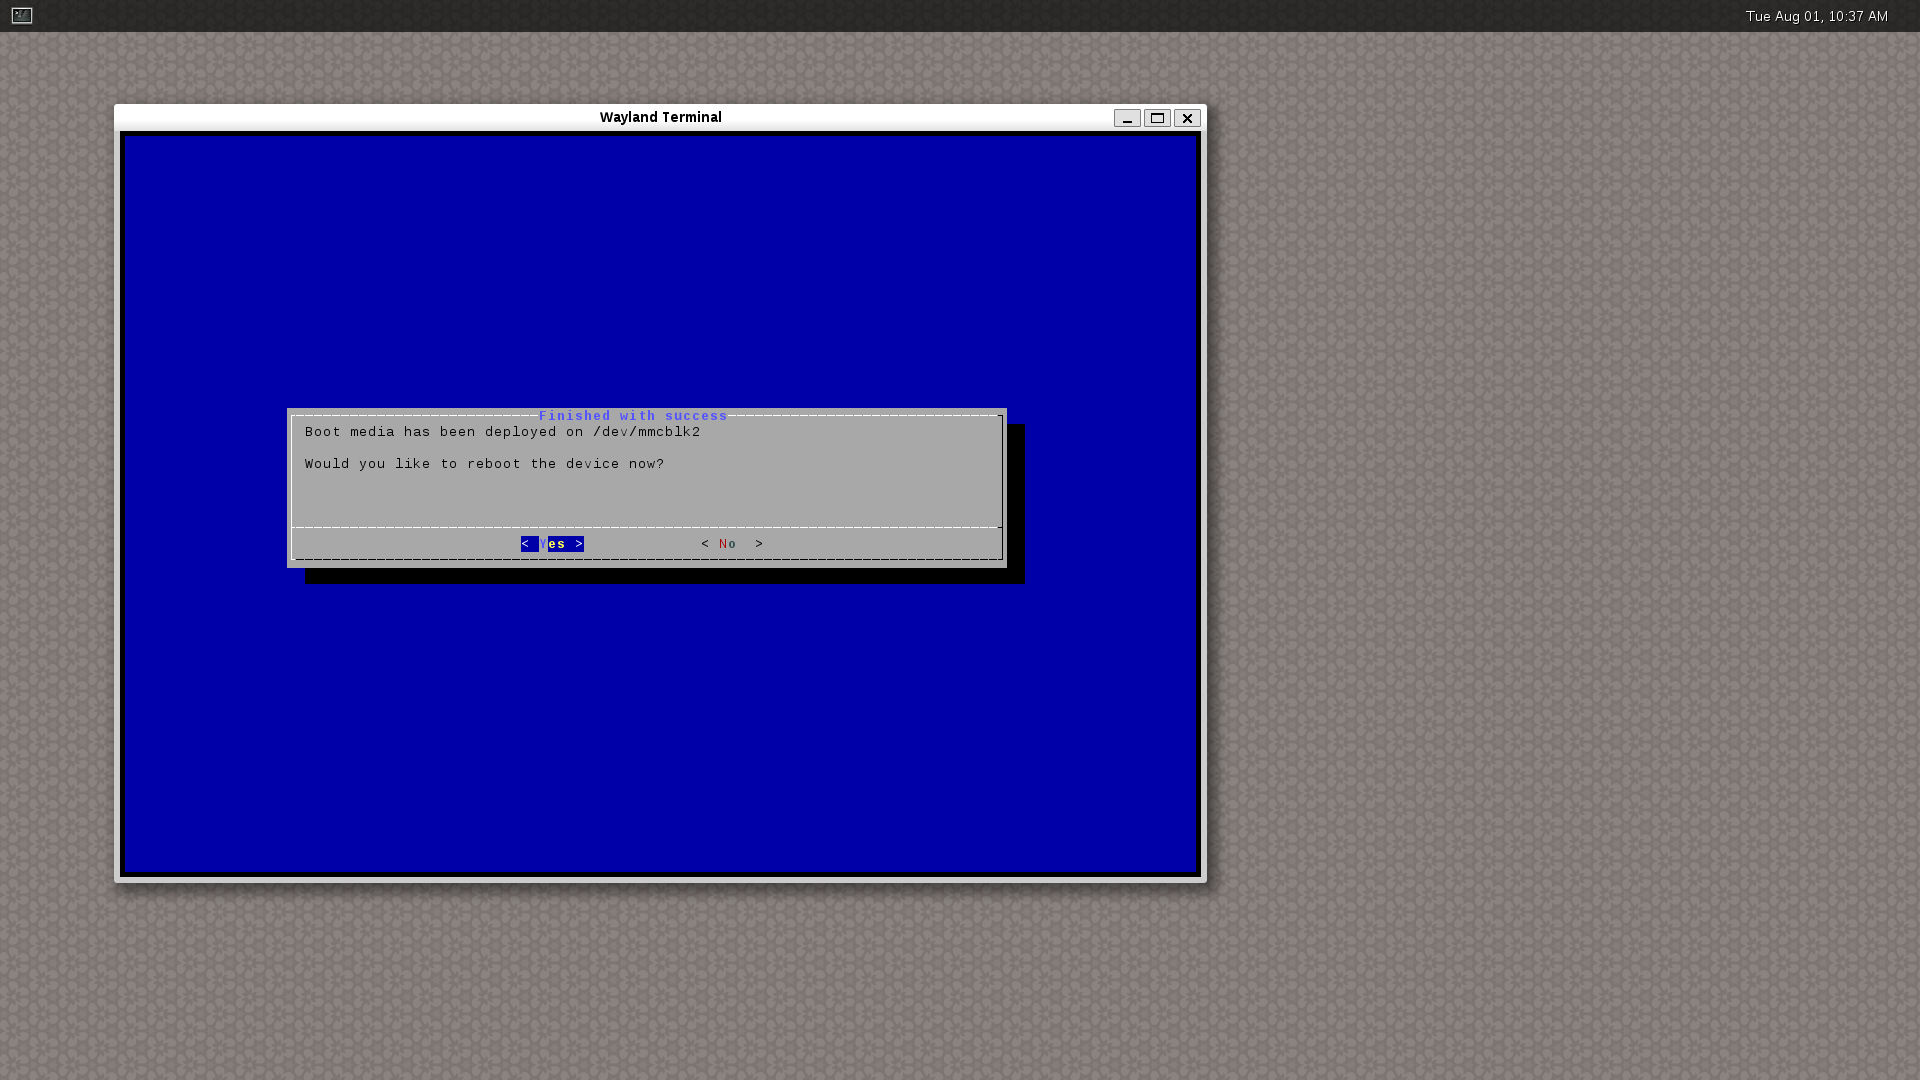 Tue Aug 01, 10:37 AM
Wayland Terminal
Finished with success
Boot media has been deployed on /dev/mmcblk2
Would you like to reboot the device now?
< Yes > < No >